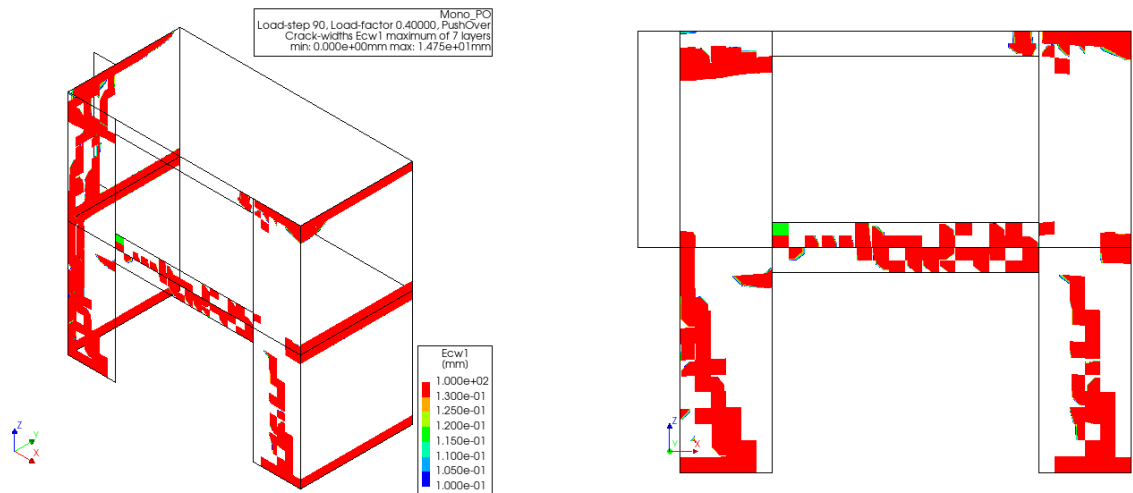 Mono_PO
Load-step 90, Load-factor 0.40000, PushOver
Crack-widths Ecw1 maximum of 7 layers
min: 0.000e+00mm max: 1.475e+01mm
Ecw1
(mm)
1.000e+02
1.300e-01
1.250e-01
1.200e-01
1.150e-01
1.100e-01
1.050e-01
1.000e-01
Z
Y
X
Z
Y
X